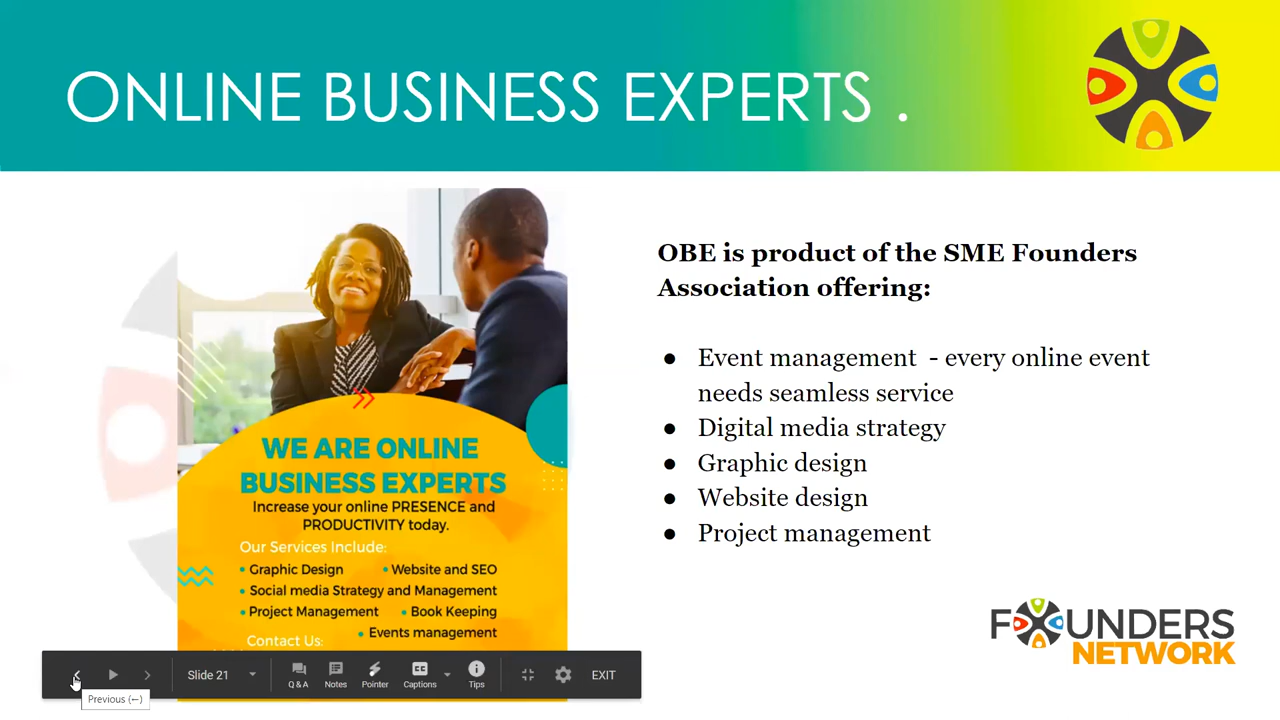 ONLINE BUSINESS EXPERTS .
OBE is product of the SME Founders
Association offering:
● Event management - every online event
needs seamless service
● Digital media strategy
● Graphic design
● Website design
● Project management
WE ARE ONLINE
BUSINESS EXPERTS
Increase your online PRESENCE and
PRODUCTIVITY today.
Our Services Include:
• Graphic Design • Website and SEO
• Social media Strategy and Management
• Project Management • Book Keeping
• Events management
Contact Us:
FOUNDERS
NETWORK
Slide 21
Q & A
Notes
Pointer
Captions
Tips
EXIT
Previous (←)